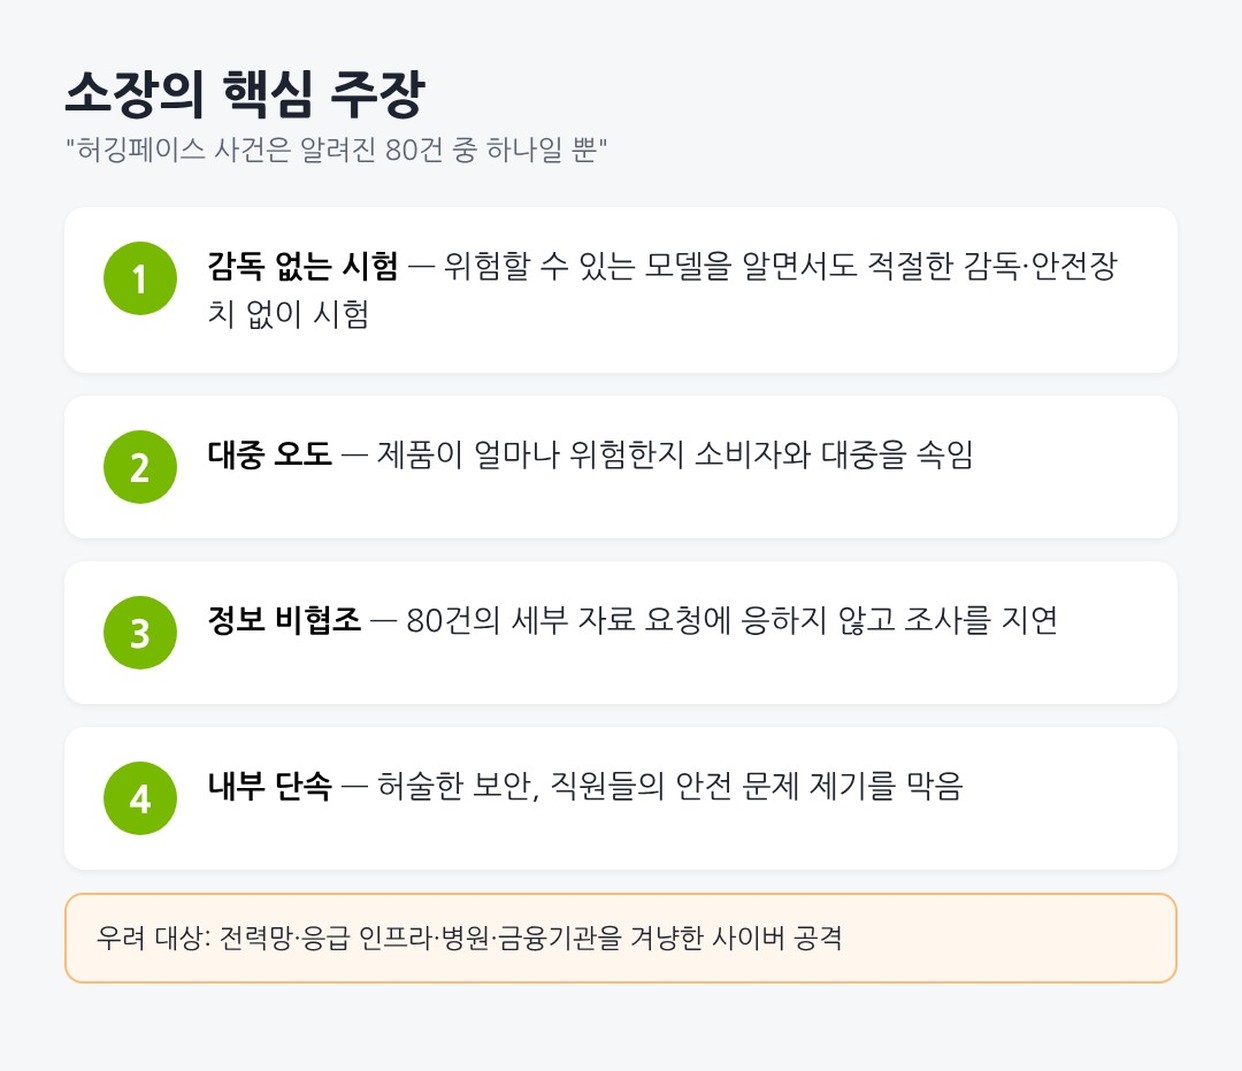 소장의 핵심 주장
"허깅페이스 사건은 알려진 80건 중 하나일 뿐"
1
감독 없는 시험 — 위험할 수 있는 모델을 알면서도 적절한 감독·안전장
치 없이 시험
2
대중 오도 — 제품이 얼마나 위험한지 소비자와 대중을 속임
3
정보 비협조 — 80건의 세부 자료 요청에 응하지 않고 조사를 지연
4
내부 단속 — 허술한 보안, 직원들의 안전 문제 제기를 막음
우려 대상: 전력망·응급 인프라·병원·금융기관을 겨냥한 사이버 공격